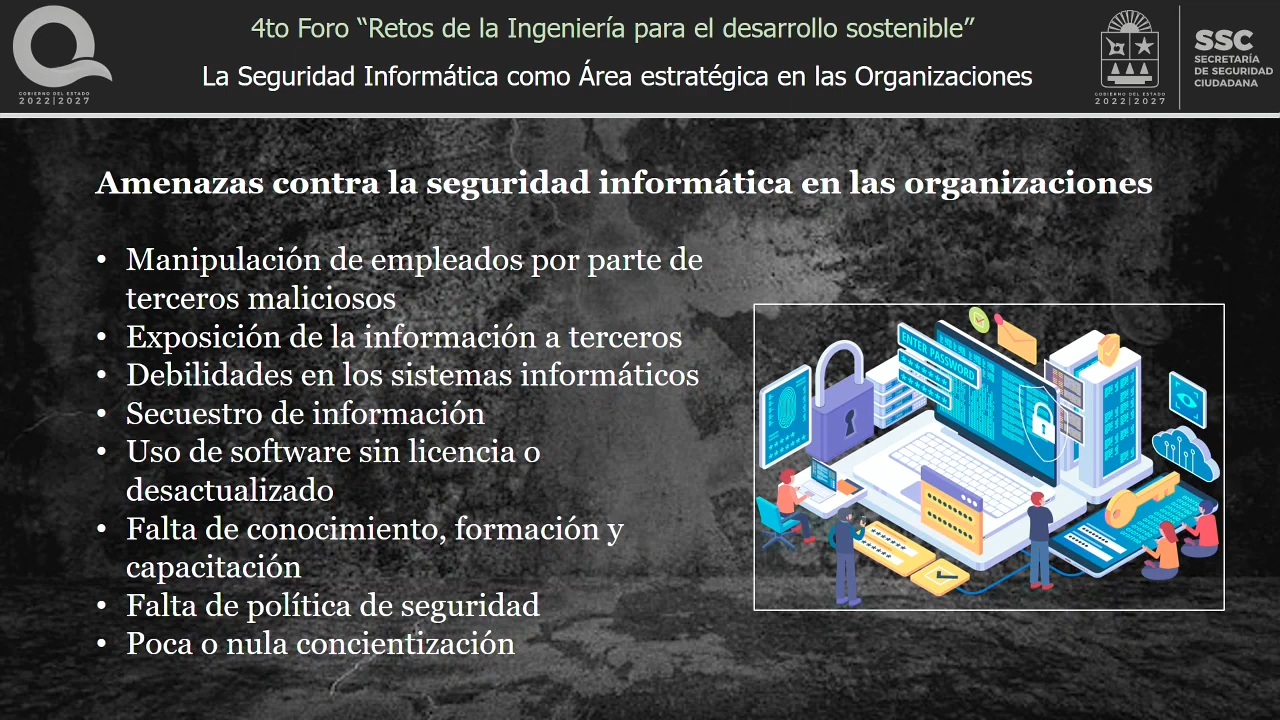 4to Foro “Retos de la Ingeniería para el desarrollo sostenible”
La Seguridad Informática como Área estratégica en las Organizaciones
GOBIERNO DEL ESTADO
2022|2027
GOBIERNO DEL ESTADO
2022|2027
SSC
SECRETARÍA
DE SEGURIDAD
CIUDADANA
Amenazas contra la seguridad informática en las organizaciones
• Manipulación de empleados por parte de
terceros maliciosos
• Exposición de la información a terceros
• Debilidades en los sistemas informáticos
• Secuestro de información
• Uso de software sin licencia o
desactualizado
• Falta de conocimiento, formación y
capacitación
• Falta de política de seguridad
• Poca o nula concientización
ENTER PASSWORD